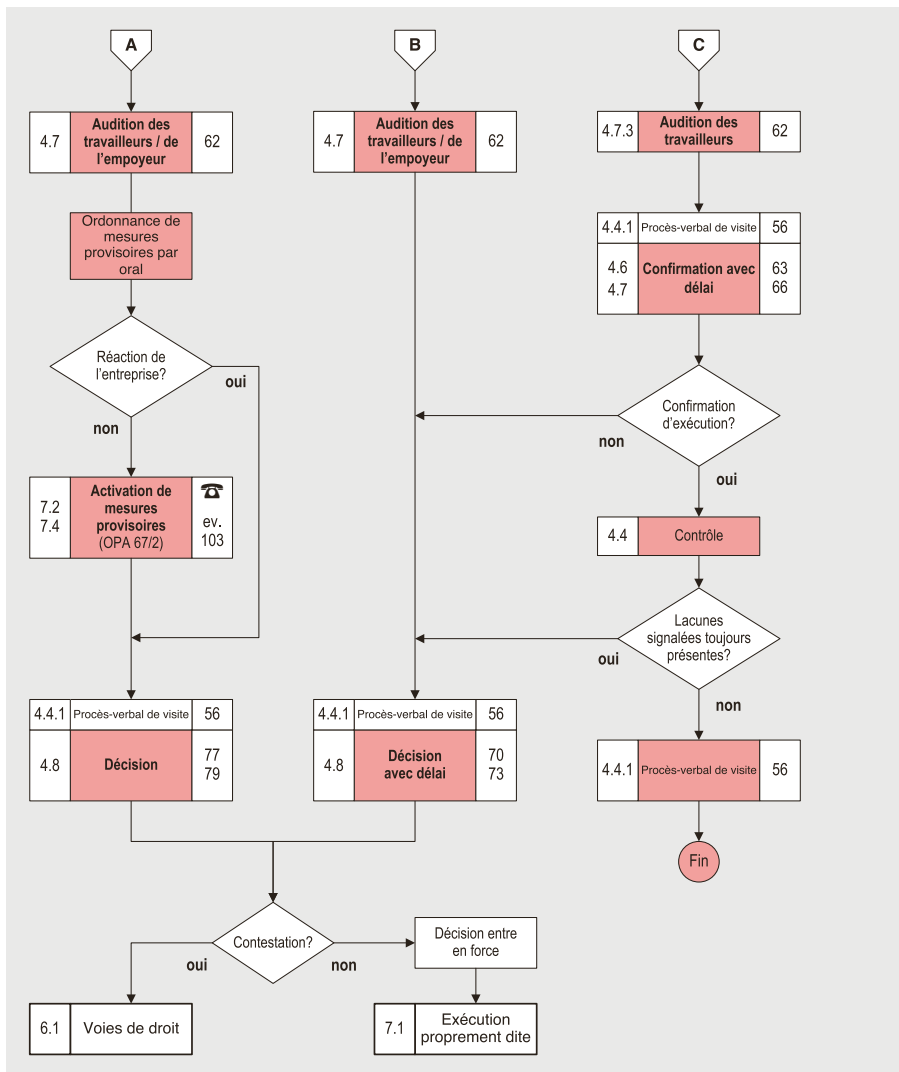 A
B
C
4.7
Audition des
travailleurs / de
l'empoyeur
62
4.7
Audition des
travailleurs / de
l'empoyeur
62
4.7.3
Audition des
travailleurs
62
Ordonnance de
mesures
provisoires par
oral
4.4.1
Procès-verbal de visite
56
4.6
4.7
Confirmation avec
délai
63
66
Réaction de
l'entreprise?
oui
non
Confirmation
d'exécution?
non
oui
7.2
7.4
Activation de
mesures
provisoires
(OPA 67/2)
☎
ev.
103
4.4
Contrôle
Lacunes
signalées toujours
présentes?
oui
non
4.4.1
Procès-verbal de visite
56
4.8
Décision
77
79
4.4.1
Procès-verbal de visite
56
4.8
Décision
avec délai
70
73
4.4.1
Procès-verbal de visite
56
Fin
Contestation?
oui
non
Décision entre
en force
6.1
Voies de droit
7.1
Exécution
proprement dite